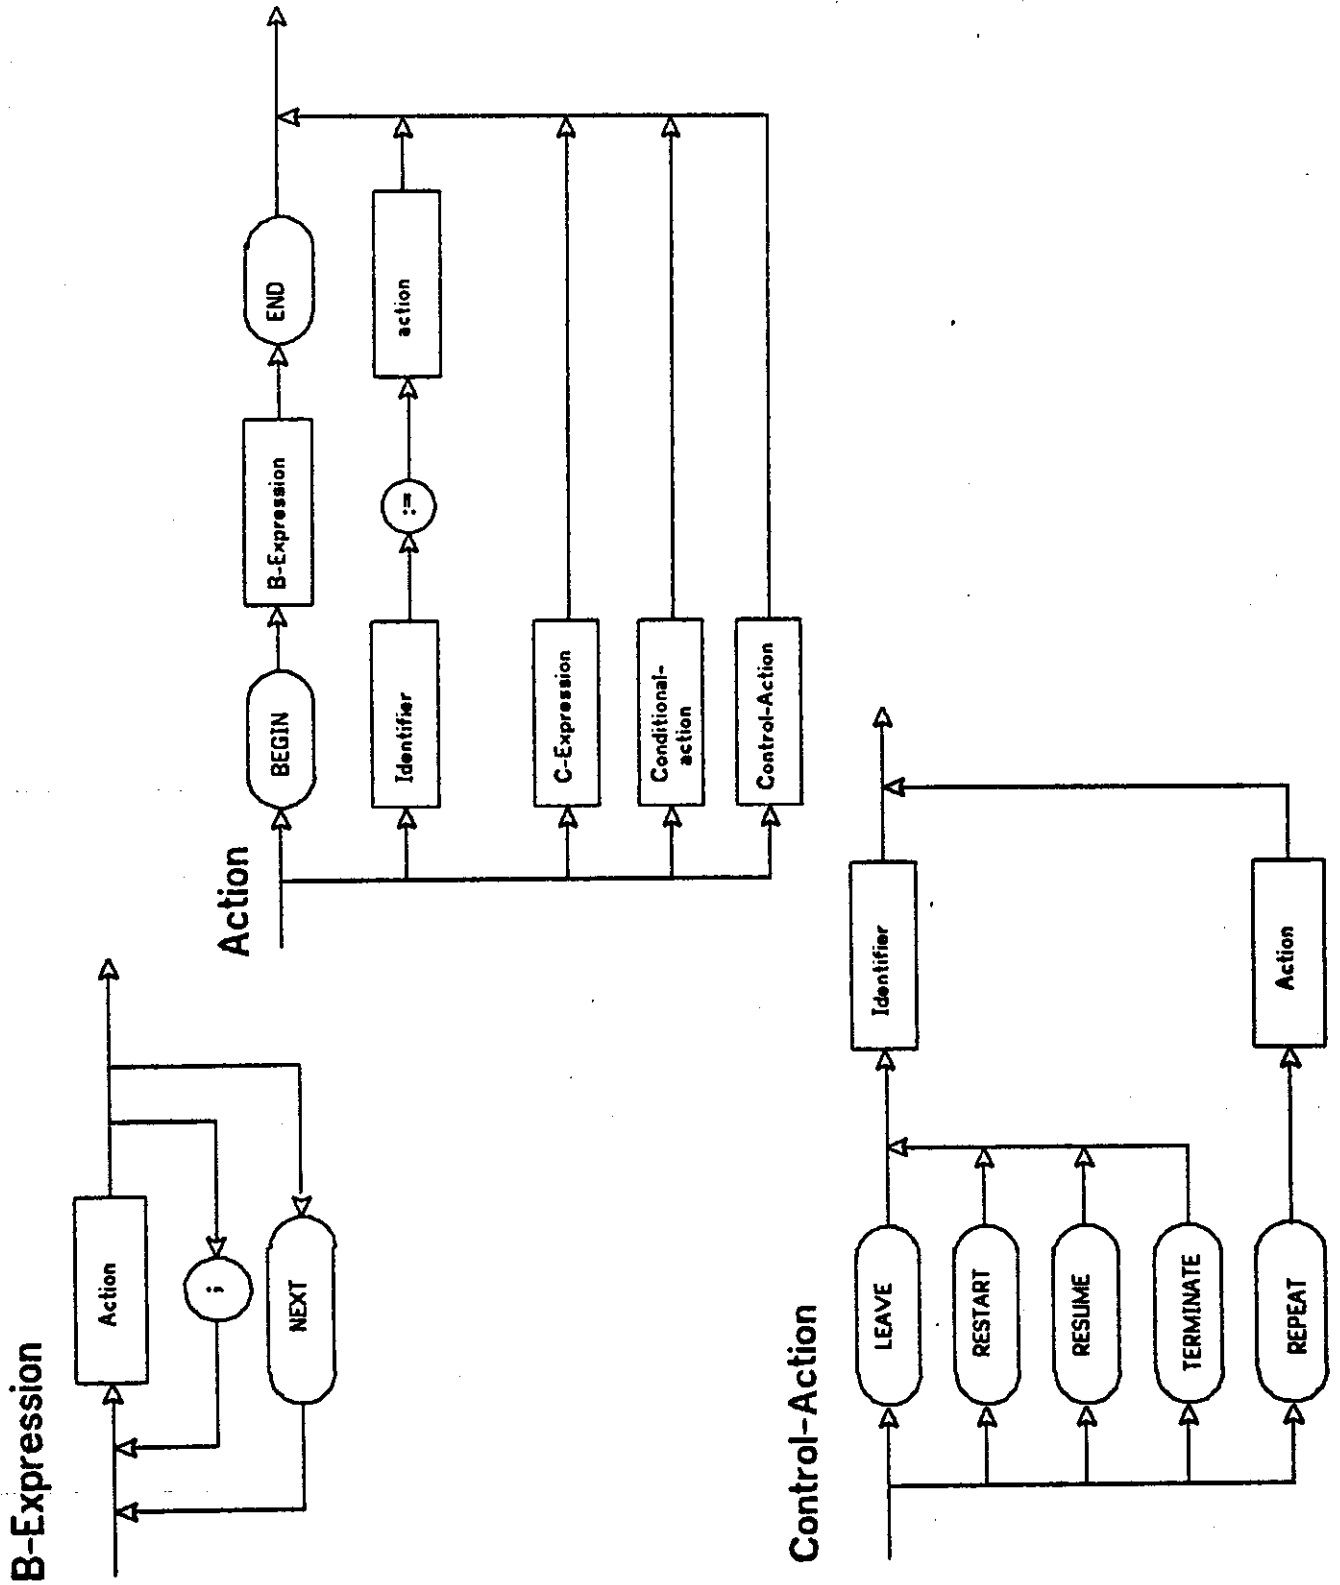 B-Expression
Action
;
NEXT
Action
BEGIN
B-Expression
END
Identifier
:=
action
C-Expression
Conditional-
action
Control-Action
Control-Action
LEAVE
Identifier
RESTART
RESUME
TERMINATE
REPEAT
Action